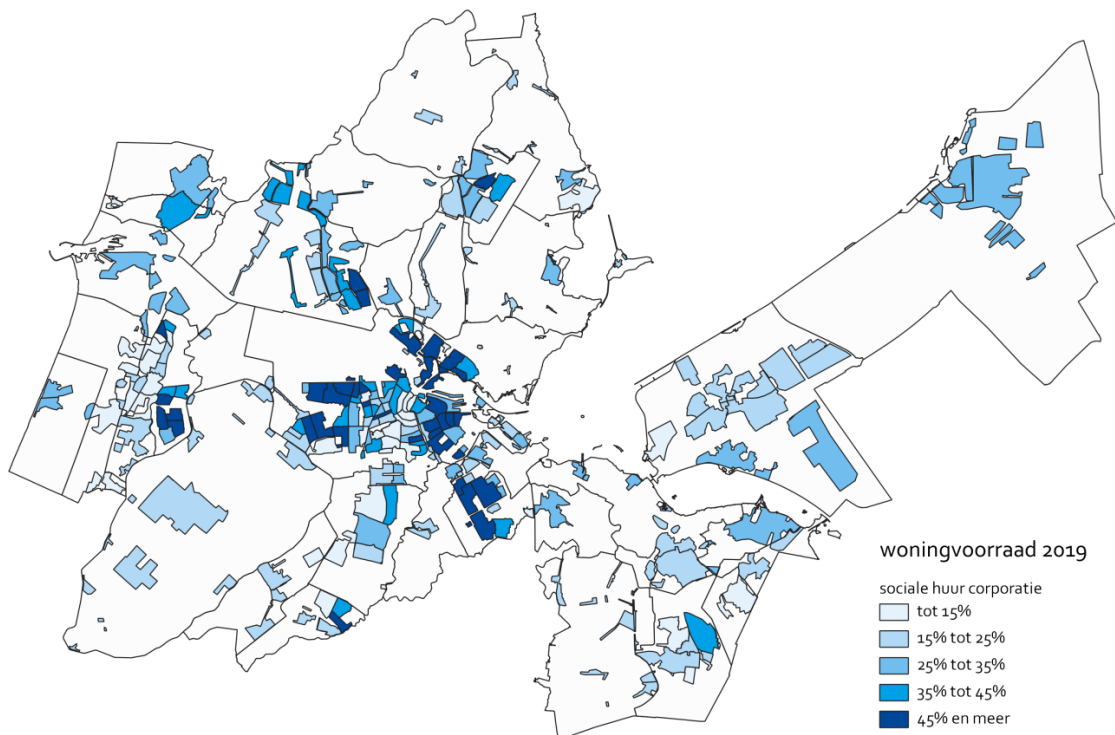 woningvoorraad 2019
sociale huur corporatie
tot 15%
15% tot 25%
25% tot 35%
35% tot 45%
45% en meer